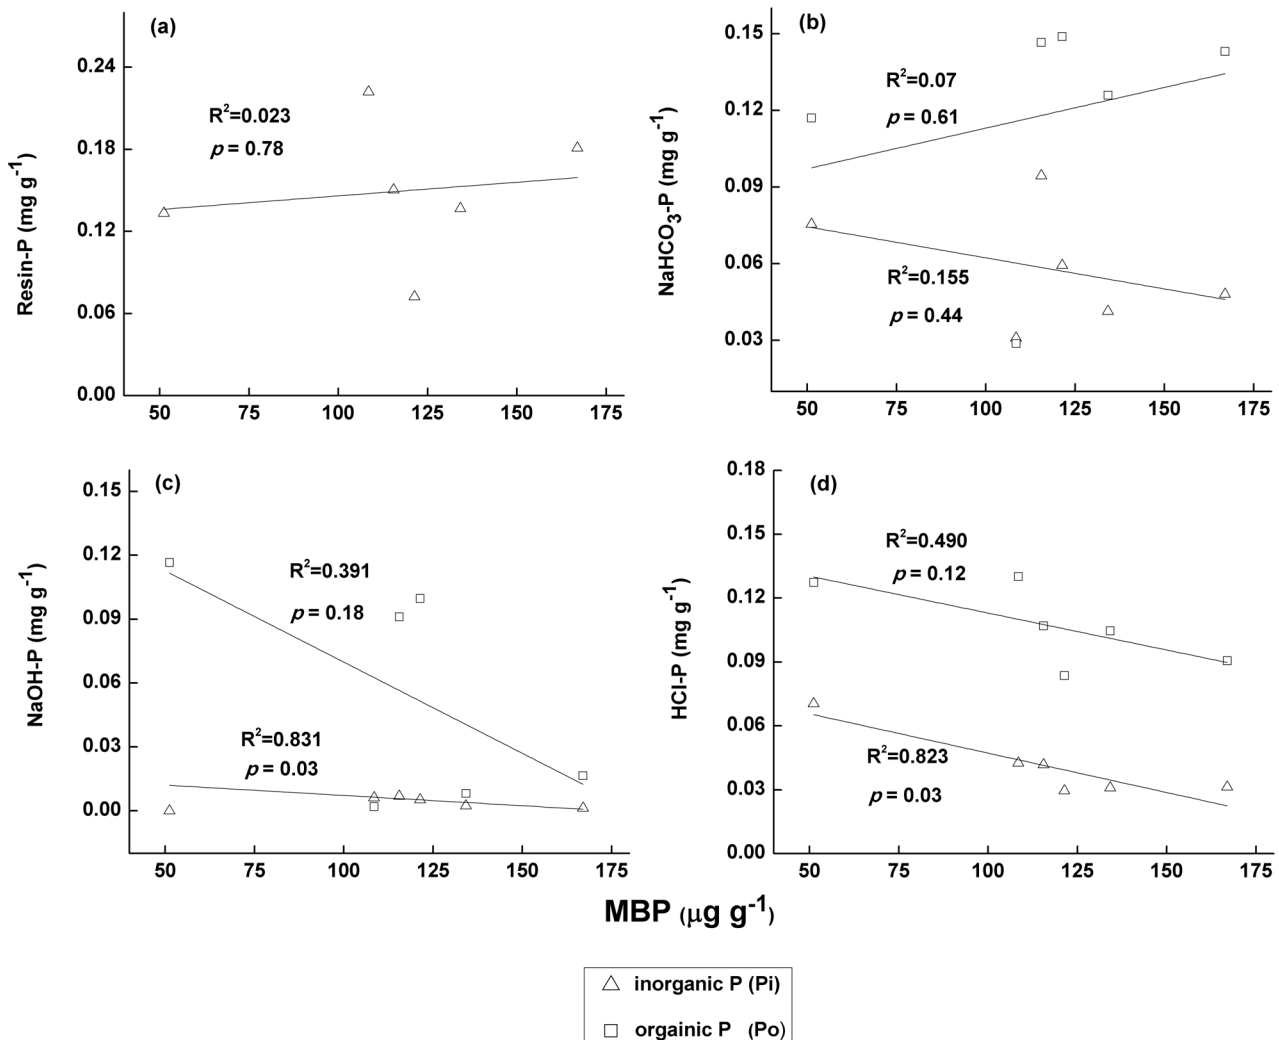 (a)
0.24
0.18
0.12
0.06
0.00
R²=0.023
p = 0.78
Resin-P (mg g⁻¹)
50 75 100 125 150 175
(b)
0.15
0.12
0.09
0.06
0.03
R²=0.07
p = 0.61
R²=0.155
p = 0.44
NaHCO₃-P (mg g⁻¹)
50 75 100 125 150 175
(c)
0.15
0.12
0.09
0.06
0.03
0.00
R²=0.391
p = 0.18
R²=0.831
p = 0.03
NaOH-P (mg g⁻¹)
50 75 100 125 150 175
(d)
0.18
0.15
0.12
0.09
0.06
0.03
0.00
R²=0.490
p = 0.12
R²=0.823
p = 0.03
HCl-P (mg g⁻¹)
50 75 100 125 150 175
MBP (μg g⁻¹)
inorganic P (Pi)
orgainic P (Po)